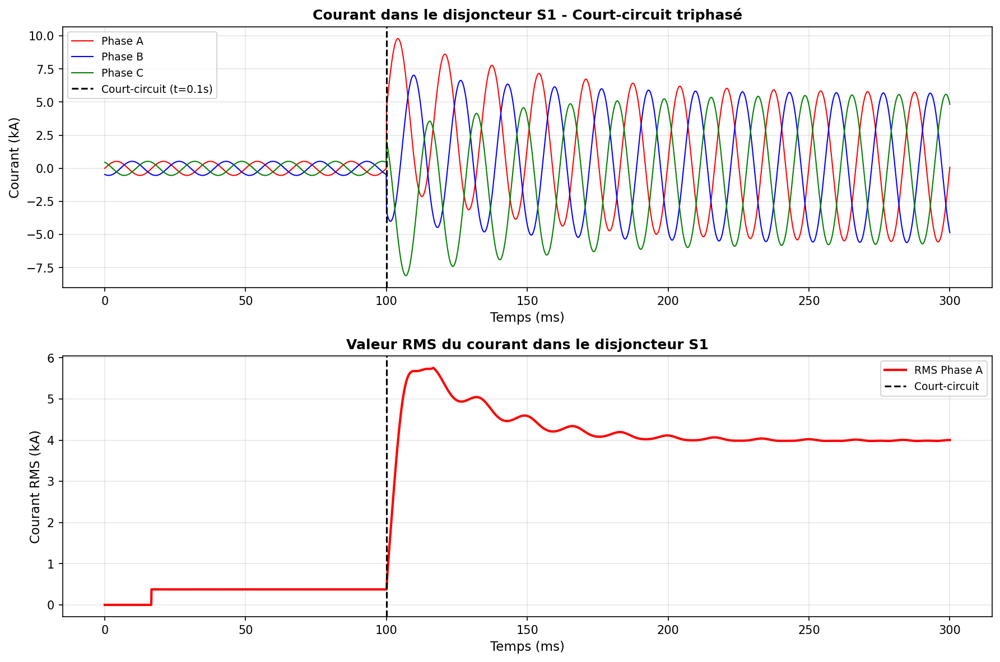 Courant dans le disjoncteur S1 - Court-circuit triphasé
Courant (kA)
10.0
7.5
5.0
2.5
0.0
−2.5
−5.0
−7.5
Phase A
Phase B
Phase C
Court-circuit (t=0.1s)
0 50 100 150 200 250 300
Temps (ms)
Valeur RMS du courant dans le disjoncteur S1
Courant RMS (kA)
6
5
4
3
2
1
0
RMS Phase A
Court-circuit
0 50 100 150 200 250 300
Temps (ms)